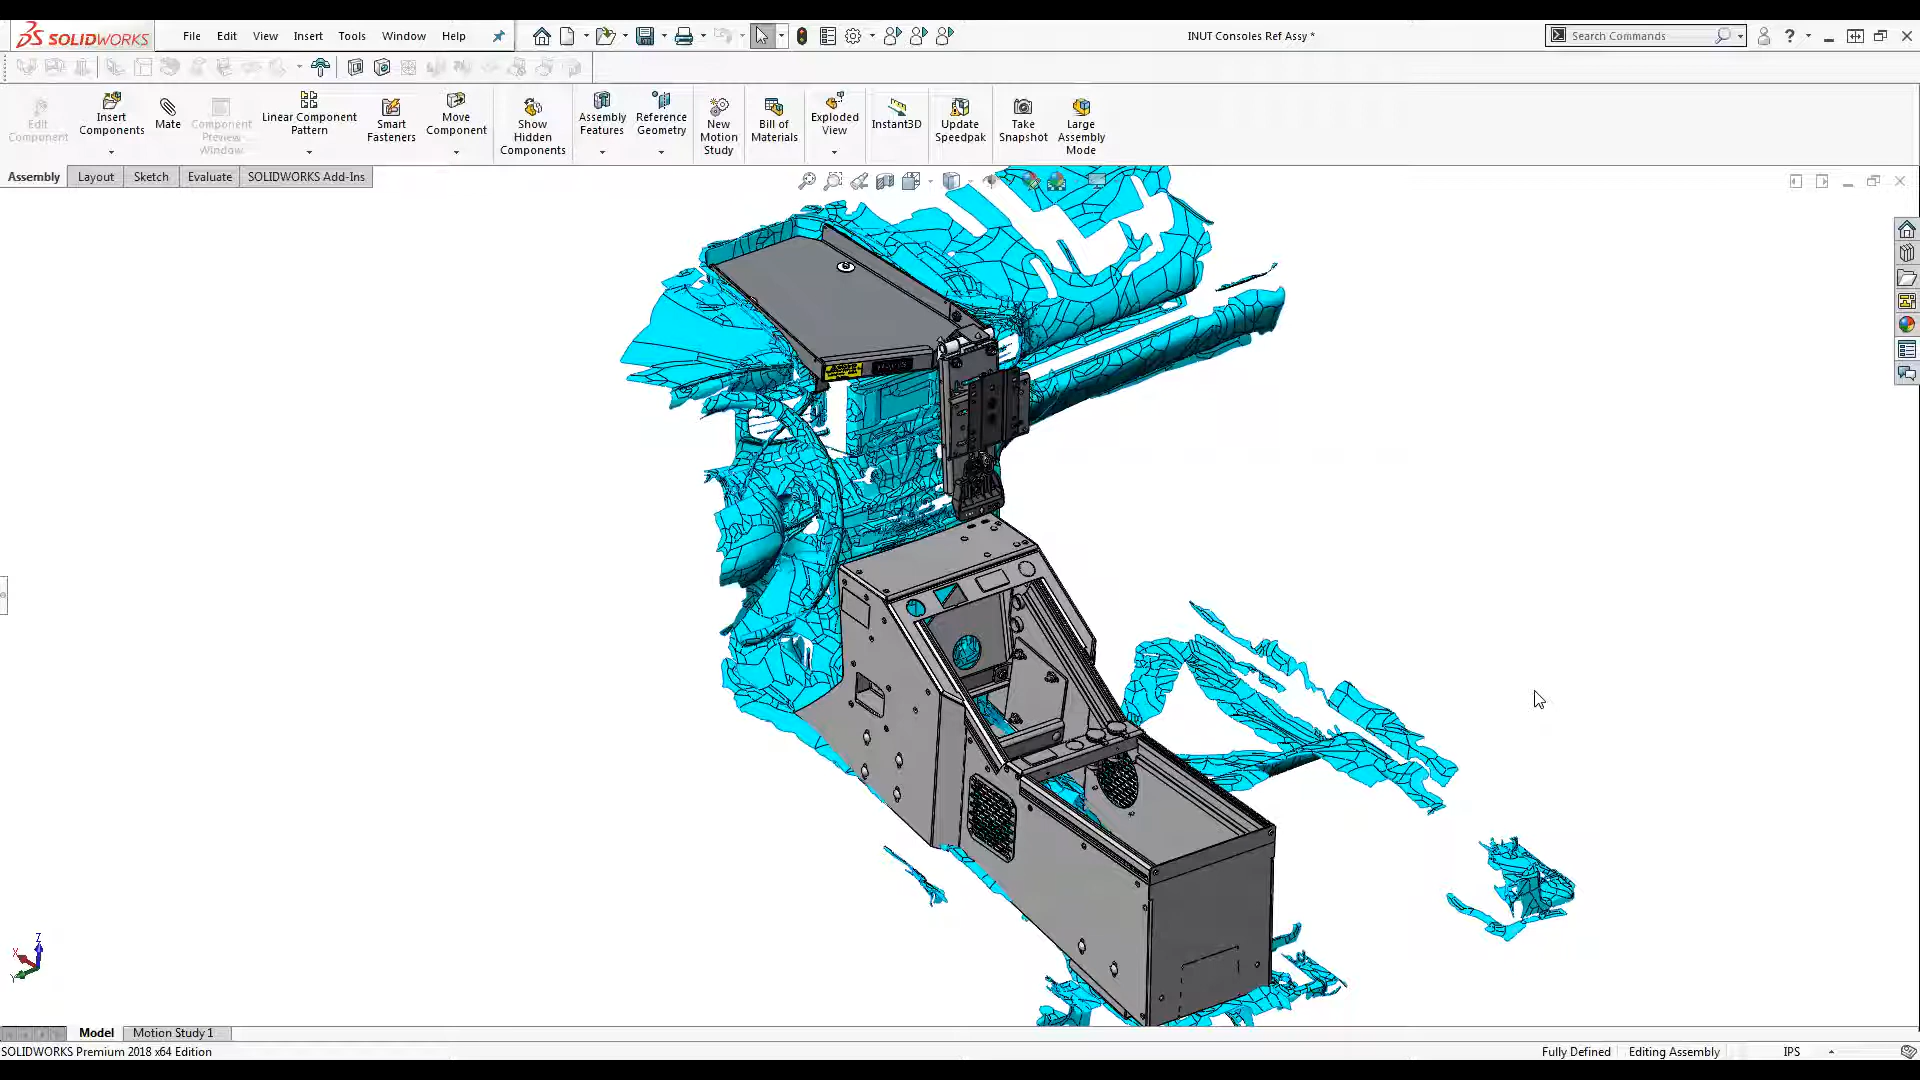 SOLIDWORKS
File Edit View Insert Tools Window Help
INUT Consoles Ref Assy *
Search Commands
Edit Component
Insert Components
Mate
Component Preview Window
Linear Component Pattern
Smart Fasteners
Move Component
Show Hidden Components
Assembly Features
Reference Geometry
New Motion Study
Bill of Materials
Exploded View
Instant3D
Update Speedpak
Take Snapshot
Large Assembly Mode
Assembly Layout Sketch Evaluate SOLIDWORKS Add-Ins
Z
X
Y
Model Motion Study 1
SOLIDWORKS Premium 2018 x64 Edition
Fully Defined Editing Assembly IPS